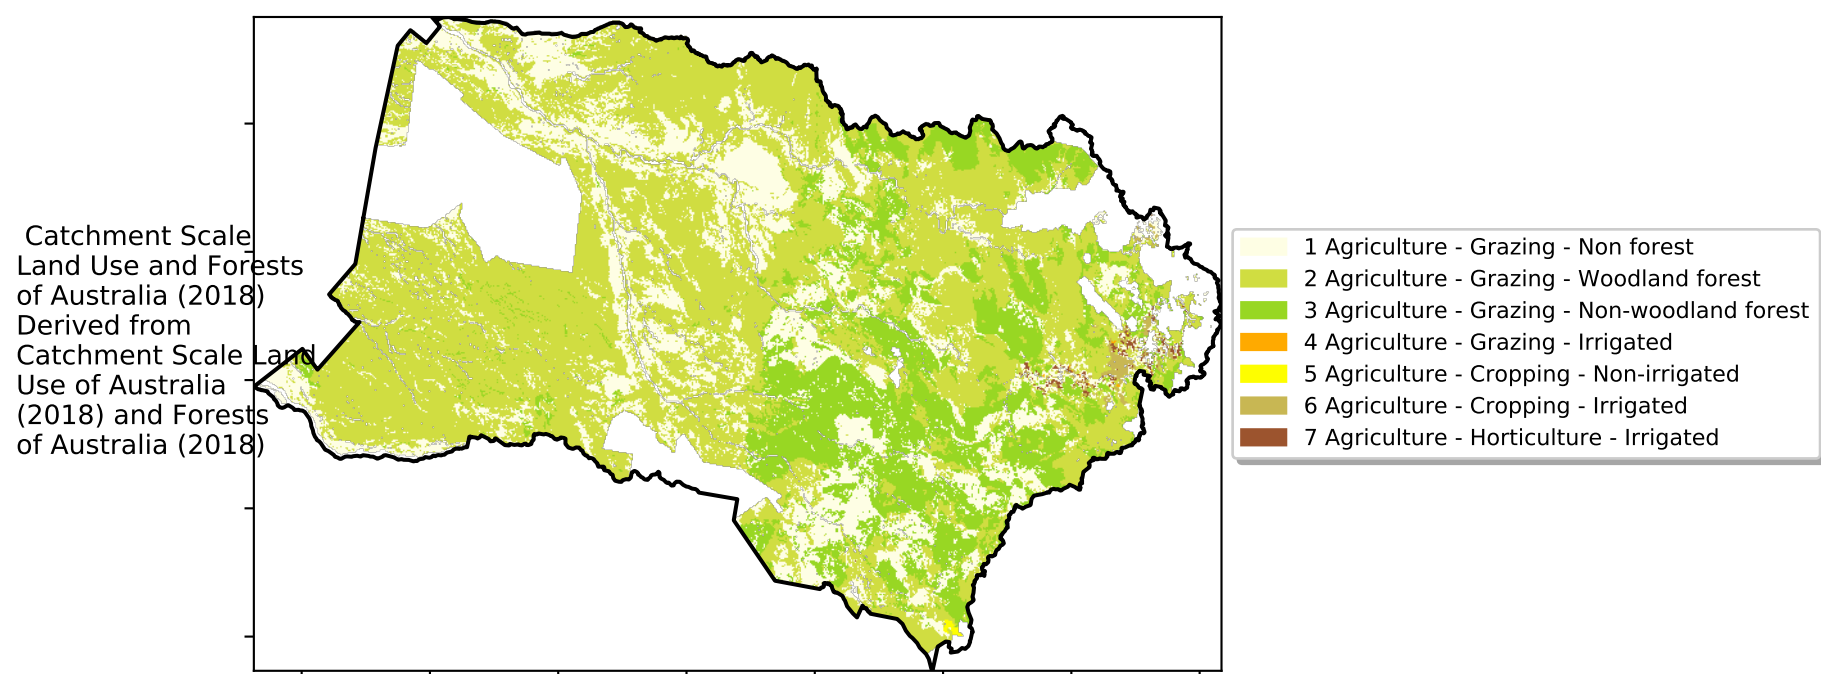 Catchment Scale
Land Use and Forests
of Australia (2018)
Derived from
Catchment Scale Land
Use of Australia
(2018) and Forests
of Australia (2018)
1 Agriculture - Grazing - Non forest
2 Agriculture - Grazing - Woodland forest
3 Agriculture - Grazing - Non-woodland forest
4 Agriculture - Grazing - Irrigated
5 Agriculture - Cropping - Non-irrigated
6 Agriculture - Cropping - Irrigated
7 Agriculture - Horticulture - Irrigated